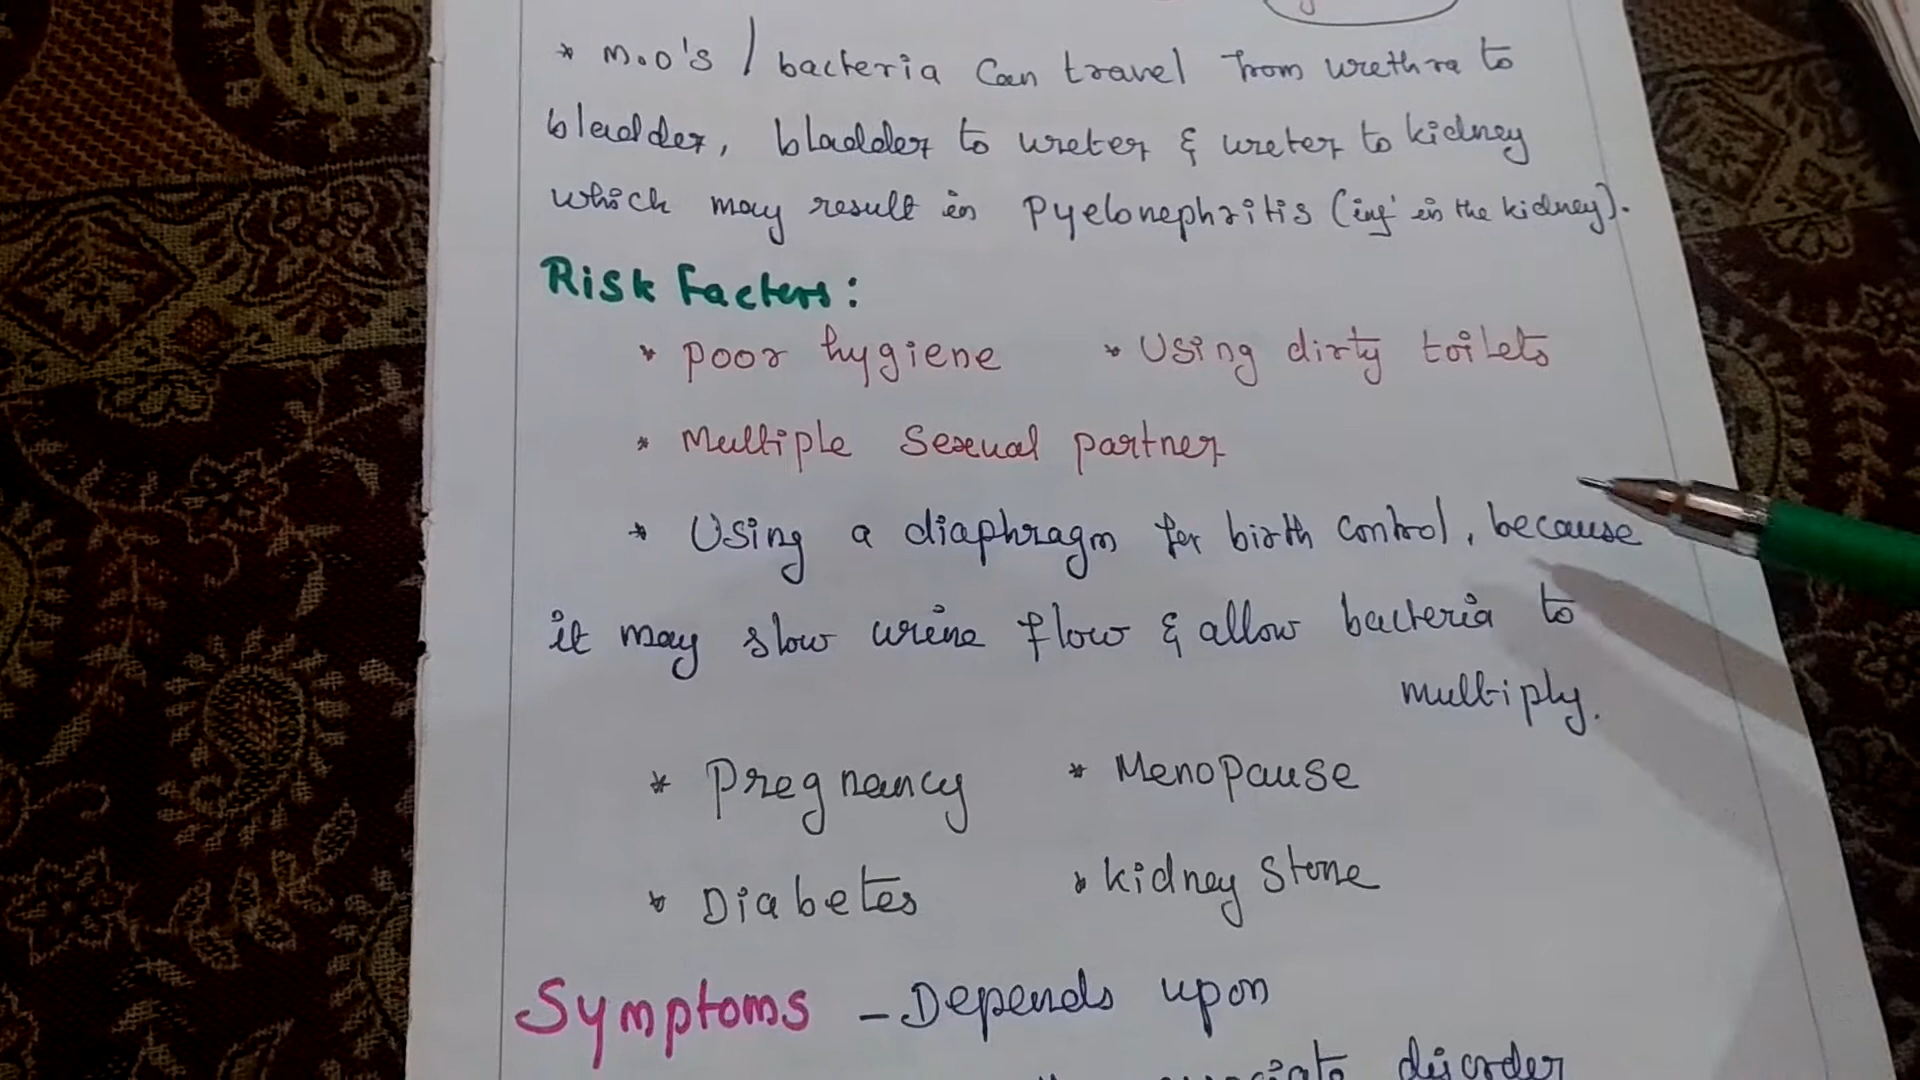 * m.o's / bacteria can travel from urethra to
bladder, bladder to ureter & ureter to kidney
which may result in Pyelonephritis (inf' in the kidney).
Risk Factors:
* Poor hygiene * Using dirty toilets
* Multiple Sexual partner
* Using a diaphragm for birth control, because
it may slow urine flow & allow bacteria to
multiply.
* Pregnancy * Menopause
* Diabetes * kidney Stone
Symptoms - Depends upon
disorder